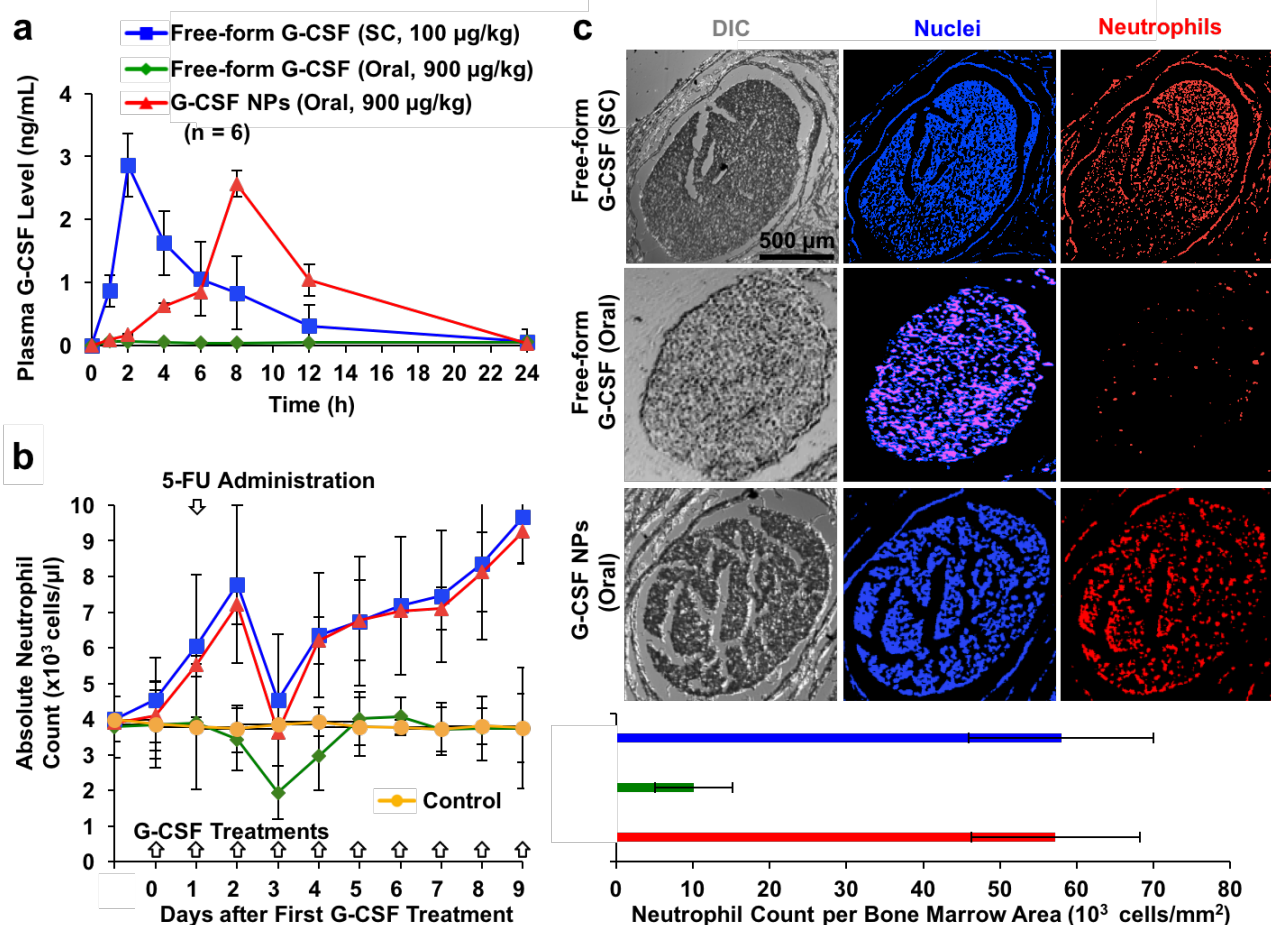 a
Free-form G-CSF (SC, 100 µg/kg)
Free-form G-CSF (Oral, 900 µg/kg)
G-CSF NPs (Oral, 900 µg/kg)
(n = 6)
Plasma G-CSF Level (ng/mL)
4
3
2
1
0
0 2 4 6 8 10 12 14 16 18 20 22 24
Time (h)
b
5-FU Administration
Absolute Neutrophil
Count (x10³ cells/µl)
10
9
8
7
6
5
4
3
2
1
0
Control
G-CSF Treatments
0 1 2 3 4 5 6 7 8 9
Days after First G-CSF Treatment
c
DIC Nuclei Neutrophils
Free-form
G-CSF (SC)
500 µm
Free-form
G-CSF (Oral)
G-CSF NPs
(Oral)
0 10 20 30 40 50 60 70 80
Neutrophil Count per Bone Marrow Area (10³ cells/mm²)